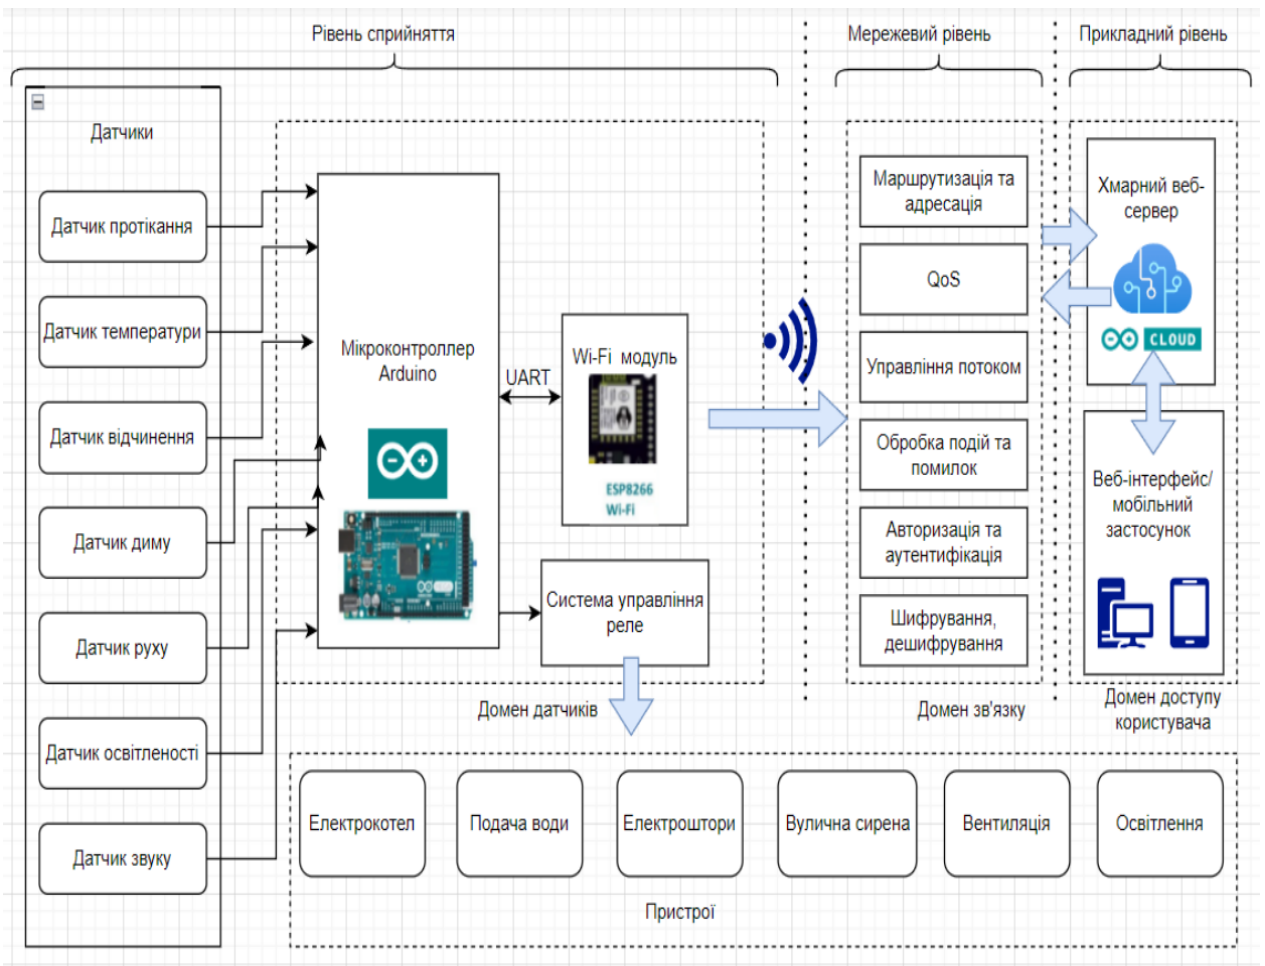 Рівень сприйняття
Мережевий рівень
Прикладний рівень
Датчики
Датчик протікання
Датчик температури
Датчик відчинення
Датчик диму
Датчик руху
Датчик освітленості
Датчик звуку
Мікроконтроллер
Arduino
UART
Wi-Fi модуль
ESP8266
Wi-Fi
Система управління
реле
Домен датчиків
Маршрутизація та
адресація
QoS
Управління потоком
Обробка подій та
помилок
Авторизація та
аутентифікація
Шифрування,
дешифрування
Домен зв'язку
Хмарний веб-
сервер
CLOUD
Веб-інтерфейс/
мобільний
застосунок
Домен доступу
користувача
Електрокотел
Подача води
Електроштори
Вулична сирена
Вентиляція
Освітлення
Пристрої